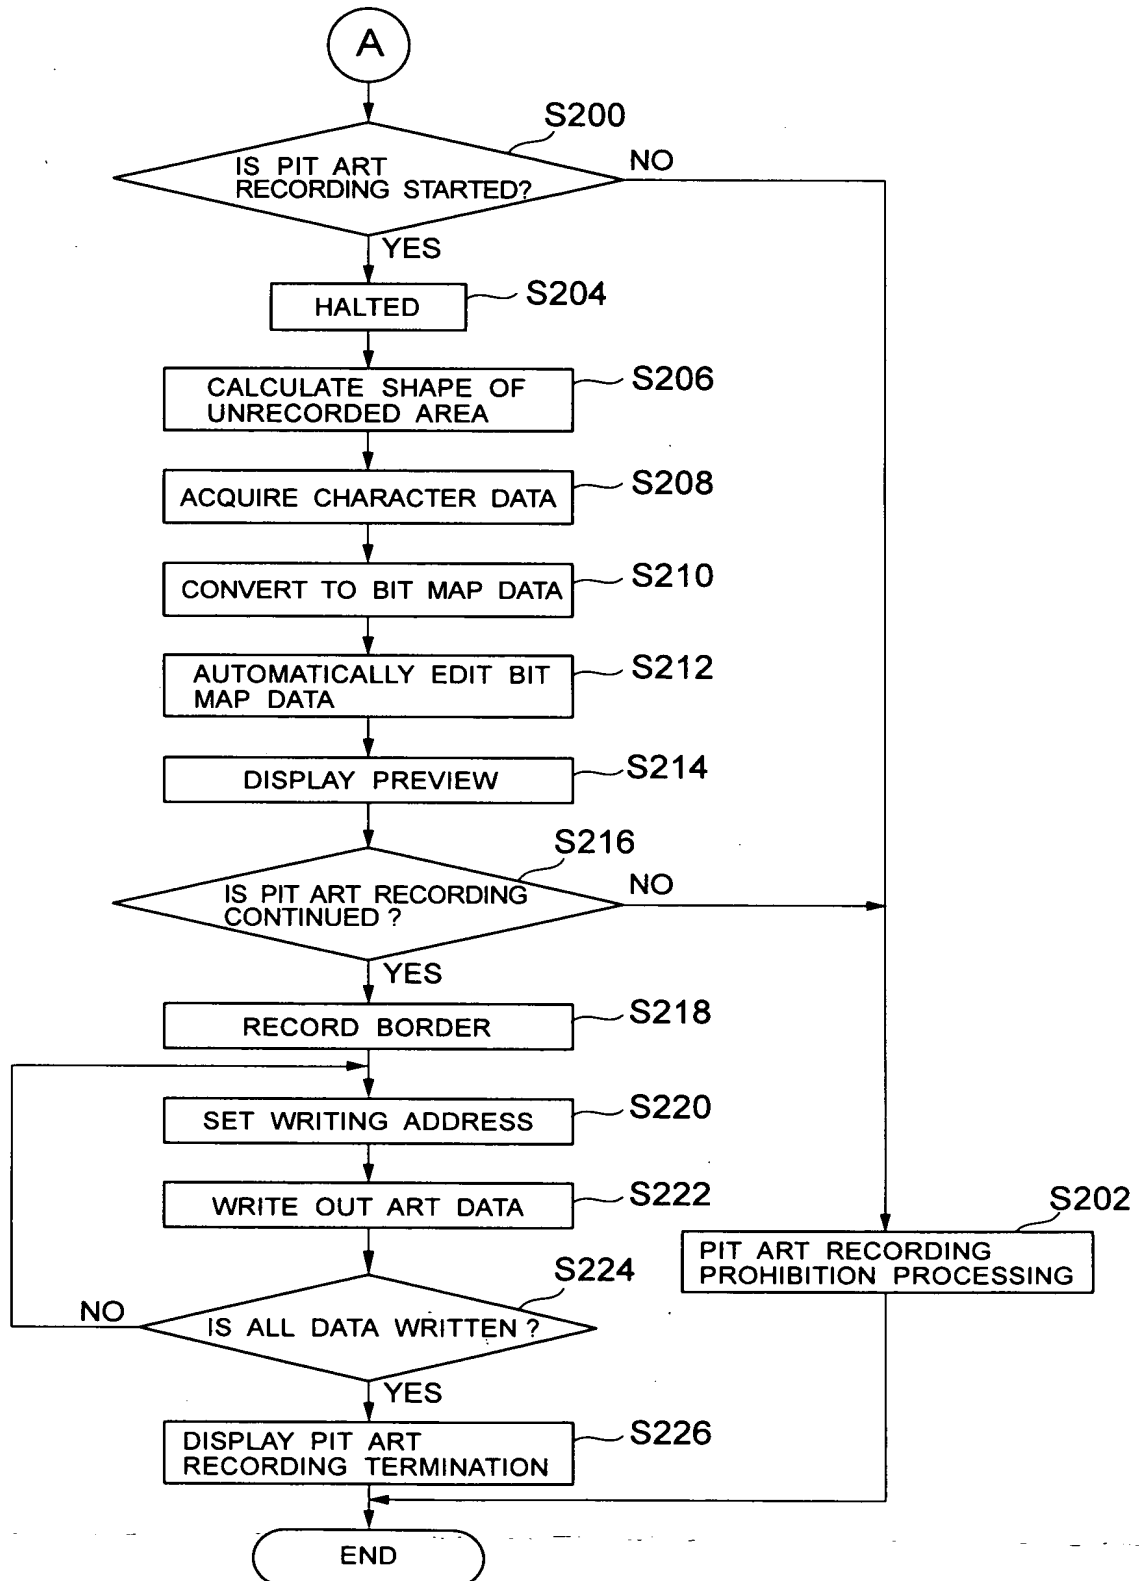 A
S200
IS PIT ART
RECORDING STARTED?
NO
YES
HALTED
S204
CALCULATE SHAPE OF
UNRECORDED AREA
S206
ACQUIRE CHARACTER DATA
S208
CONVERT TO BIT MAP DATA
S210
AUTOMATICALLY EDIT BIT
MAP DATA
S212
DISPLAY PREVIEW
S214
S216
IS PIT ART RECORDING
CONTINUED ?
NO
YES
RECORD BORDER
S218
SET WRITING ADDRESS
S220
WRITE OUT ART DATA
S222
S202
PIT ART RECORDING
PROHIBITION PROCESSING
S224
NO
IS ALL DATA WRITTEN ?
YES
DISPLAY PIT ART
RECORDING TERMINATION
S226
END